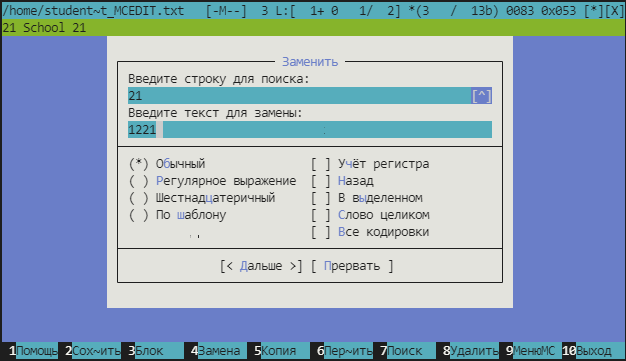 /home/student~t_MCEDIT.txt [-M--] 3 L:[ 1+ 0 1/ 2] *(3 / 13b) 0083 0x053 [*][X]
21 School 21
Заменить
Введите строку для поиска:
21 [^]
Введите текст для замены:
1221
(*) Обычный [ ] Учёт регистра
( ) Регулярное выражение [ ] Назад
( ) Шестнадцатеричный [ ] В выделенном
( ) По шаблону [ ] Слово целиком
[ ] Все кодировки
[< Дальше >] [ Прервать ]
1Помощь 2Сох~ить 3Блок 4Замена 5Копия 6Пер~ить 7Поиск 8Удалить 9МенюMC 10Выход